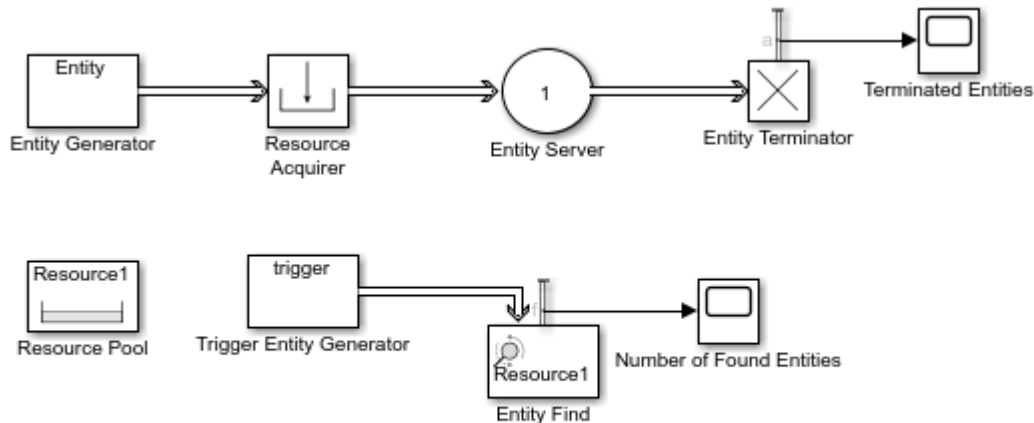 Entity
Entity Generator
Resource
Acquirer
1
Entity Server
a
Entity Terminator
Terminated Entities
Resource1
Resource Pool
trigger
Trigger Entity Generator
f
Resource1
Entity Find
Number of Found Entities